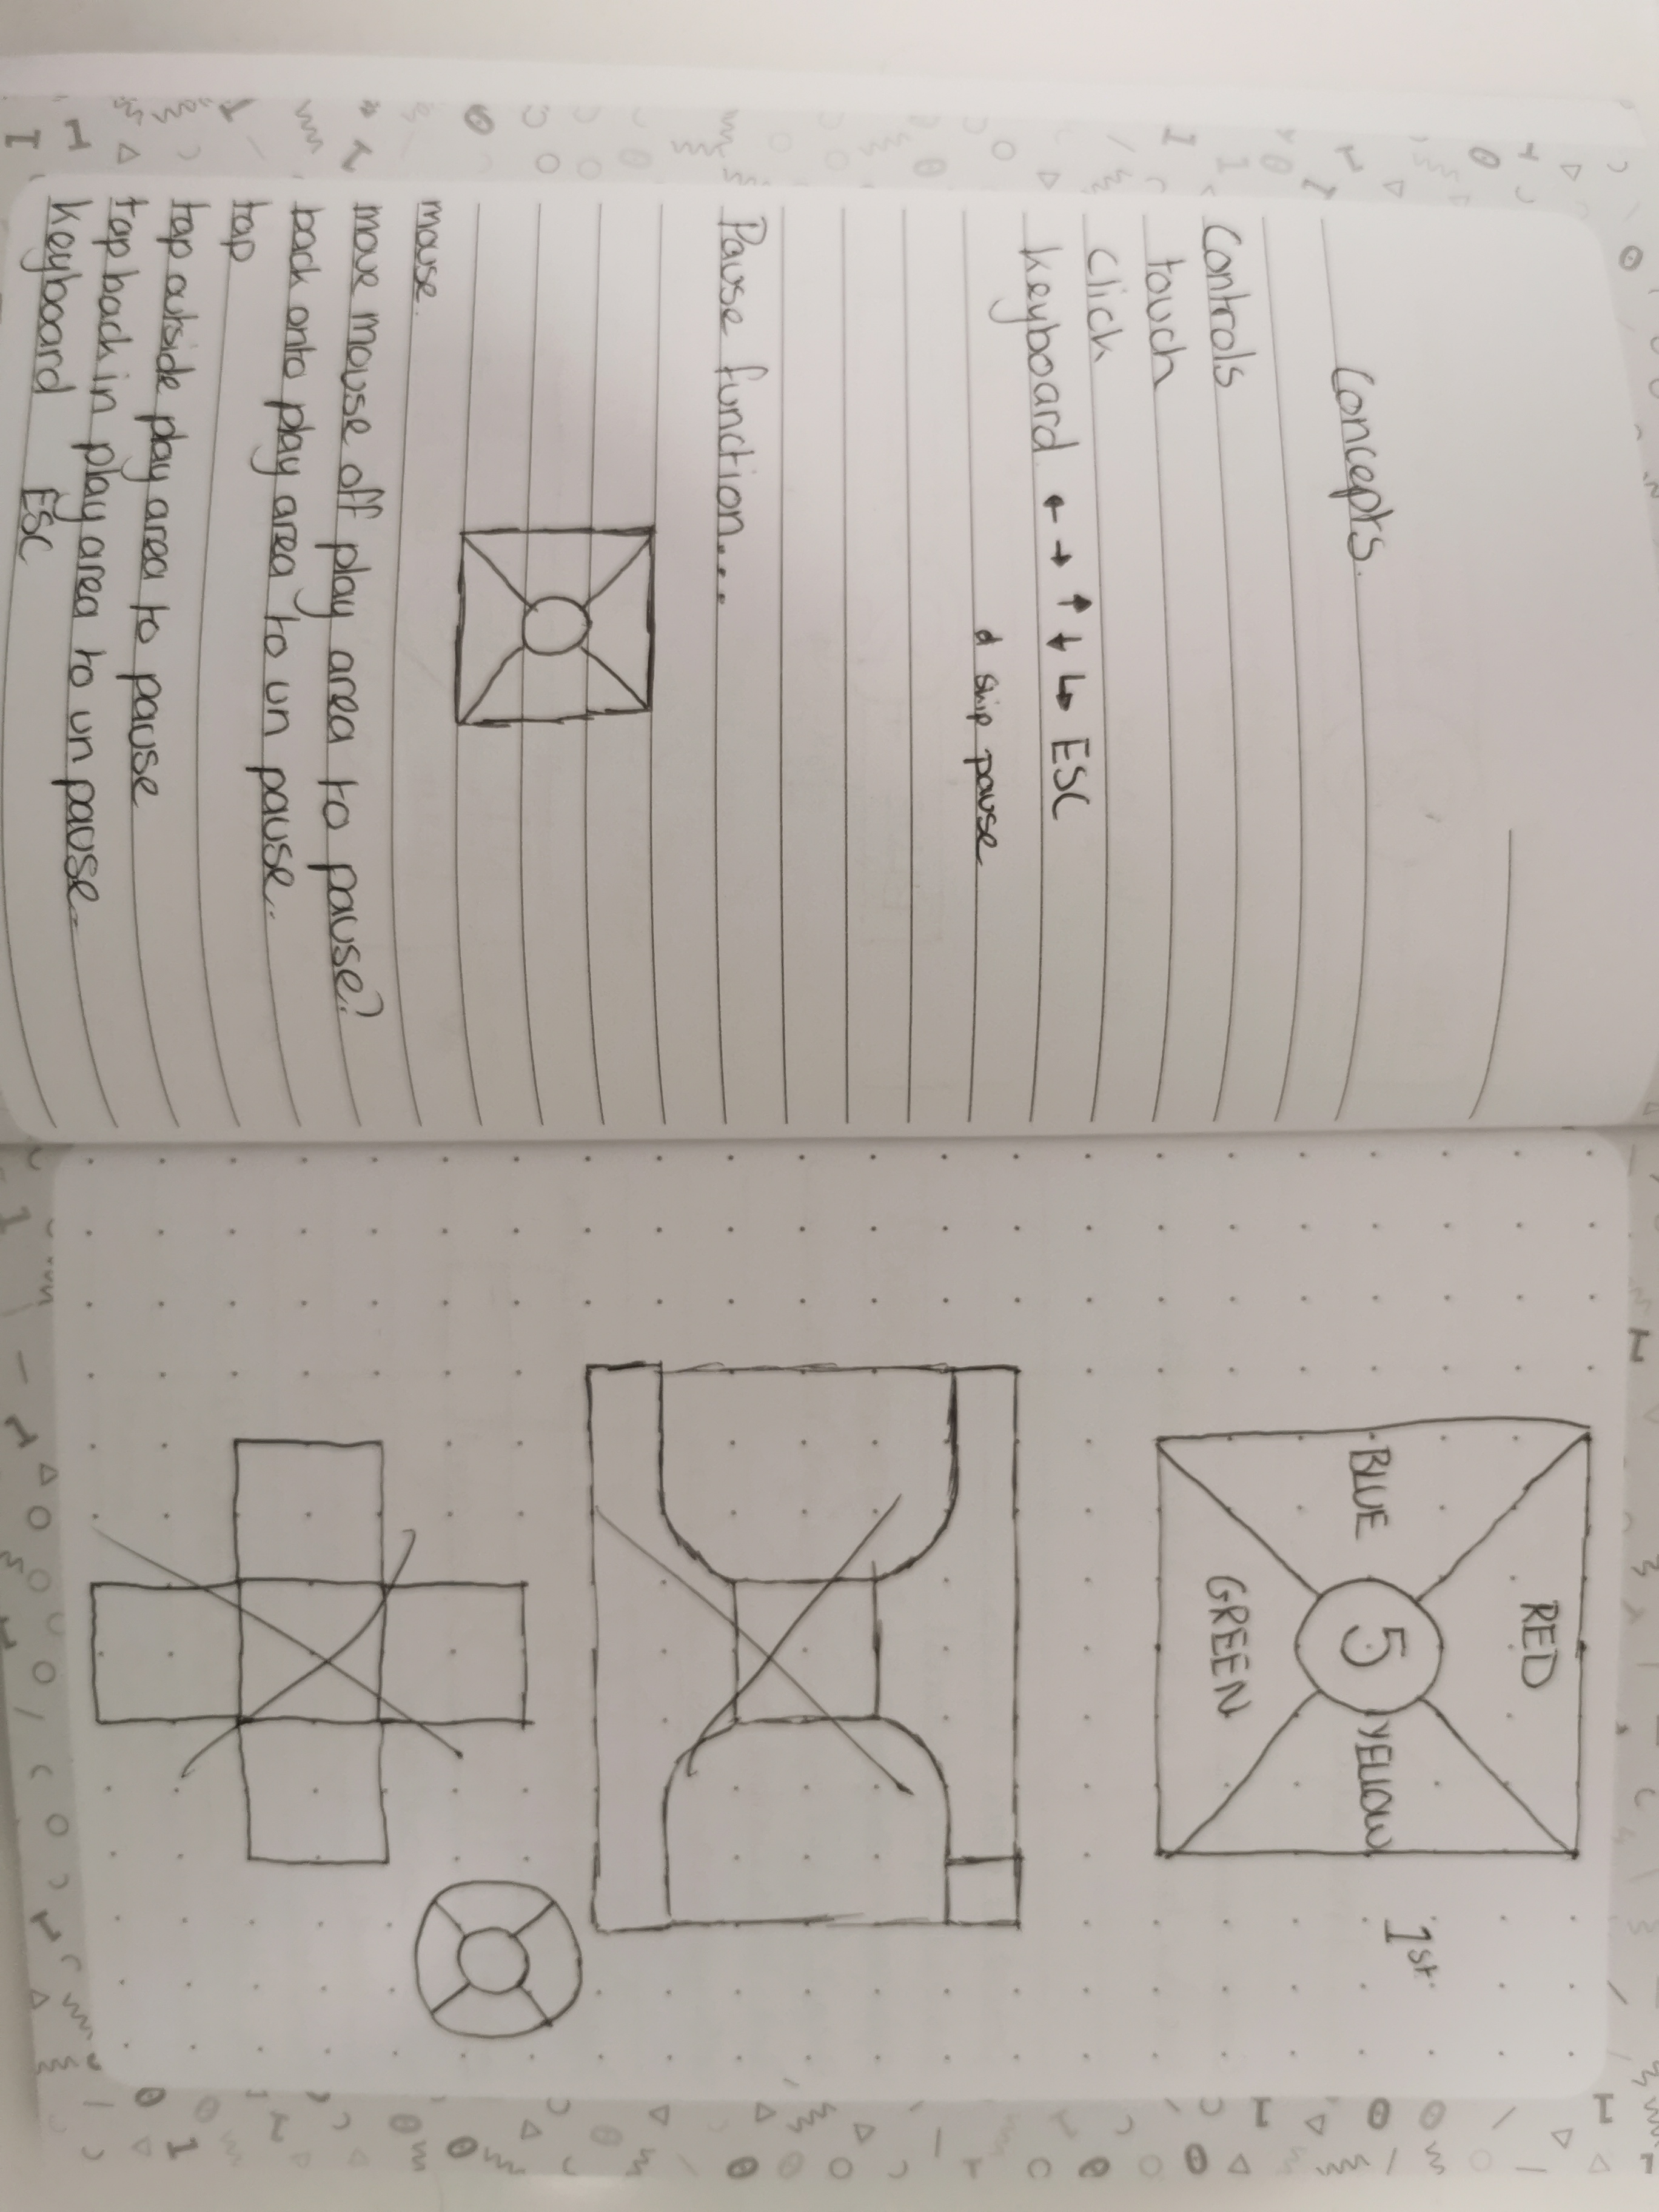 Concepts.
Controls
touch
click
keyboard ← → ↑ ↓ ↳ ESC
skip pause
Pause function....
mouse.
move mouse off play area to pause?
back onto play area to un pause.
tap
tap outside play area to pause
tap back in play area to un pause.
keyboard ESC
RED
BLUE 5 YELLOW
GREEN
1st.